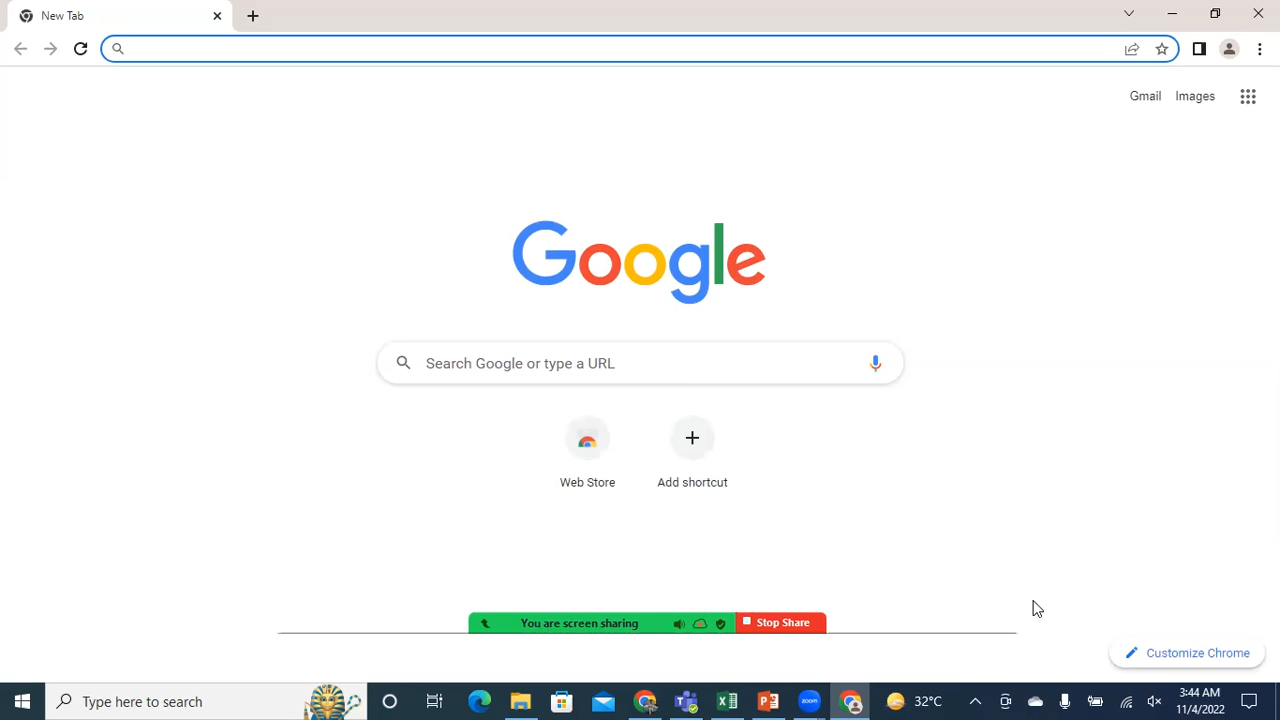 New Tab
Gmail Images
Google
Search Google or type a URL
Web Store Add shortcut
You are screen sharing Stop Share
Customize Chrome
Type here to search
zoom
32°C
3:44 AM
11/4/2022